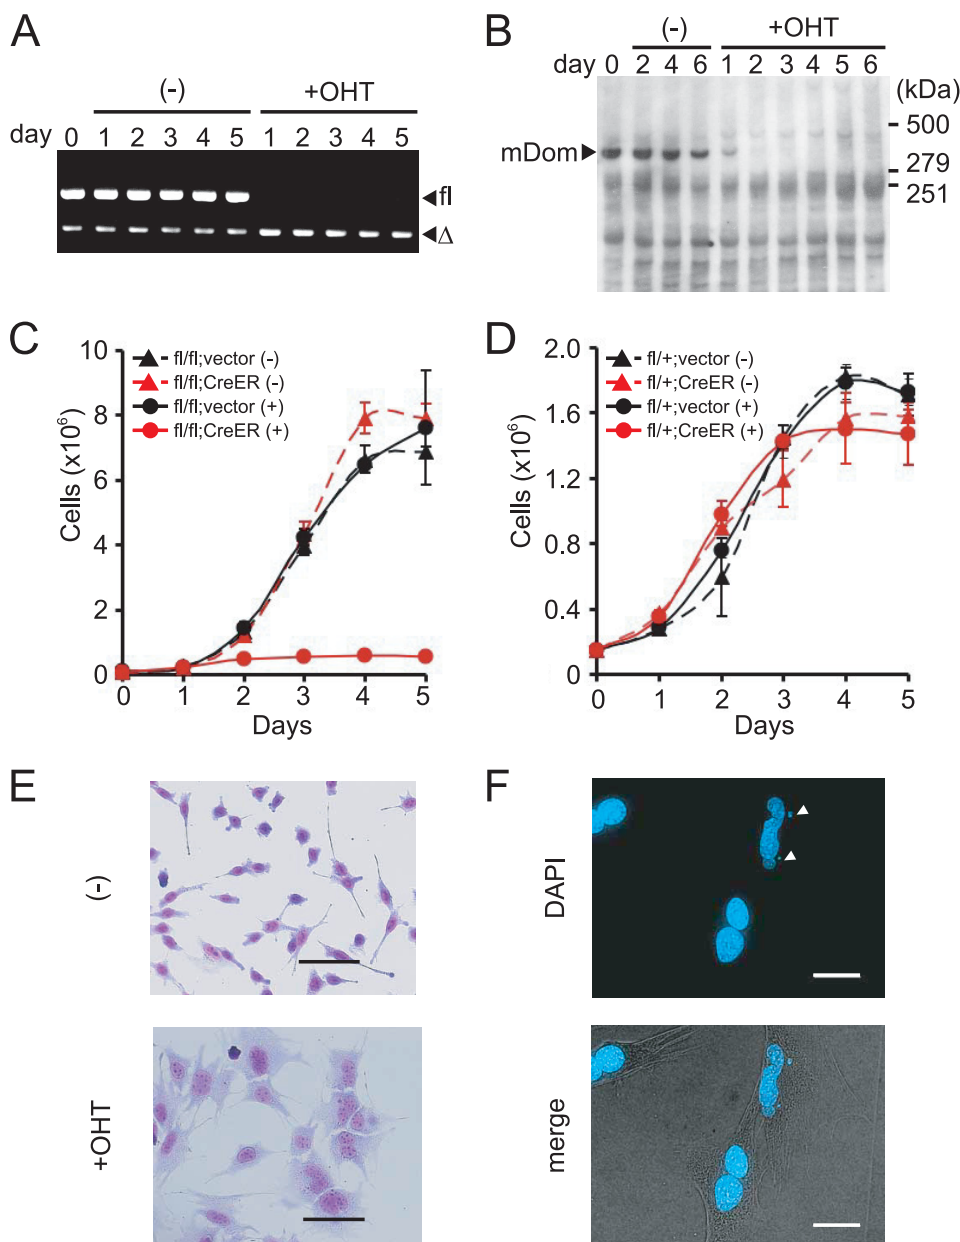 A
(-)
+OHT
day 0 1 2 3 4 5 1 2 3 4 5
◄fl
◄Δ
B
(-)
+OHT
day 0 2 4 6 1 2 3 4 5 6
(kDa)
500
mDom►
279
251
C
fl/fl;vector (-)
fl/fl;CreER (-)
fl/fl;vector (+)
fl/fl;CreER (+)
Cells (x10⁶)
10
8
6
4
2
0
0 1 2 3 4 5
Days
D
fl/+;vector (-)
fl/+;CreER (-)
fl/+;vector (+)
fl/+;CreER (+)
Cells (x10⁶)
2.0
1.6
1.2
0.8
0.4
0
0 1 2 3 4 5
Days
E
(-)
+OHT
F
DAPI
merge